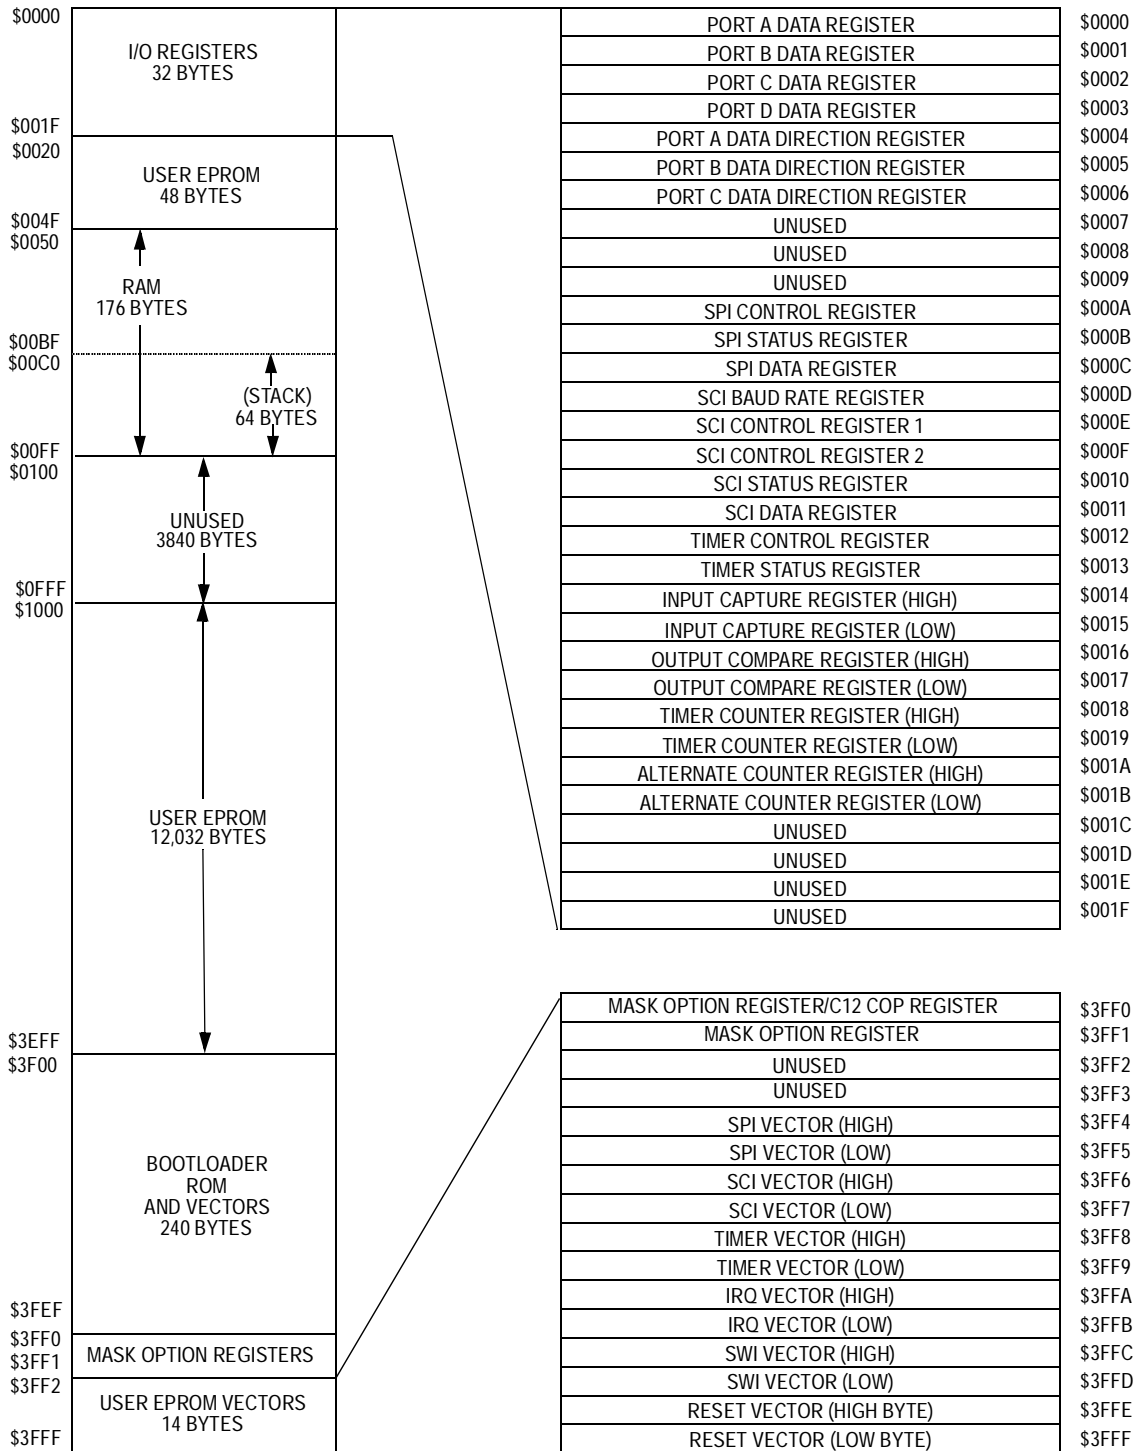 $0000
I/O REGISTERS
32 BYTES
$001F
$0020
USER EPROM
48 BYTES
$004F
$0050
RAM
176 BYTES
$00BF
$00C0
(STACK)
64 BYTES
$00FF
$0100
UNUSED
3840 BYTES
$0FFF
$1000
USER EPROM
12,032 BYTES
$3EFF
$3F00
BOOTLOADER
ROM
AND VECTORS
240 BYTES
$3FEF
$3FF0
$3FF1
MASK OPTION REGISTERS
$3FF2
USER EPROM VECTORS
14 BYTES
$3FFF
PORT A DATA REGISTER $0000
PORT B DATA REGISTER $0001
PORT C DATA REGISTER $0002
PORT D DATA REGISTER $0003
PORT A DATA DIRECTION REGISTER $0004
PORT B DATA DIRECTION REGISTER $0005
PORT C DATA DIRECTION REGISTER $0006
UNUSED $0007
UNUSED $0008
UNUSED $0009
SPI CONTROL REGISTER $000A
SPI STATUS REGISTER $000B
SPI DATA REGISTER $000C
SCI BAUD RATE REGISTER $000D
SCI CONTROL REGISTER 1 $000E
SCI CONTROL REGISTER 2 $000F
SCI STATUS REGISTER $0010
SCI DATA REGISTER $0011
TIMER CONTROL REGISTER $0012
TIMER STATUS REGISTER $0013
INPUT CAPTURE REGISTER (HIGH) $0014
INPUT CAPTURE REGISTER (LOW) $0015
OUTPUT COMPARE REGISTER (HIGH) $0016
OUTPUT COMPARE REGISTER (LOW) $0017
TIMER COUNTER REGISTER (HIGH) $0018
TIMER COUNTER REGISTER (LOW) $0019
ALTERNATE COUNTER REGISTER (HIGH) $001A
ALTERNATE COUNTER REGISTER (LOW) $001B
UNUSED $001C
UNUSED $001D
UNUSED $001E
UNUSED $001F
MASK OPTION REGISTER/C12 COP REGISTER $3FF0
MASK OPTION REGISTER $3FF1
UNUSED $3FF2
UNUSED $3FF3
SPI VECTOR (HIGH) $3FF4
SPI VECTOR (LOW) $3FF5
SCI VECTOR (HIGH) $3FF6
SCI VECTOR (LOW) $3FF7
TIMER VECTOR (HIGH) $3FF8
TIMER VECTOR (LOW) $3FF9
IRQ VECTOR (HIGH) $3FFA
IRQ VECTOR (LOW) $3FFB
SWI VECTOR (HIGH) $3FFC
SWI VECTOR (LOW) $3FFD
RESET VECTOR (HIGH BYTE) $3FFE
RESET VECTOR (LOW BYTE) $3FFF